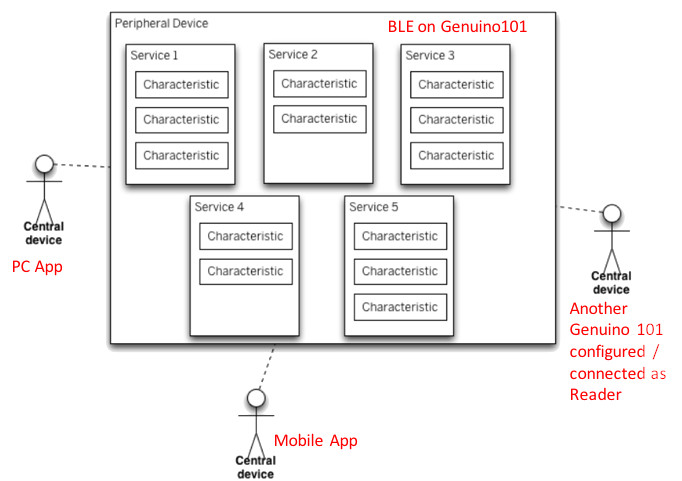 Peripheral Device
BLE on Genuino101
Service 1
Characteristic
Characteristic
Characteristic
Service 2
Characteristic
Characteristic
Service 3
Characteristic
Characteristic
Characteristic
Service 4
Characteristic
Characteristic
Service 5
Characteristic
Characteristic
Characteristic
Central
device
PC App
Central
device
Another
Genuino 101
configured /
connected as
Reader
Central
device
Mobile App